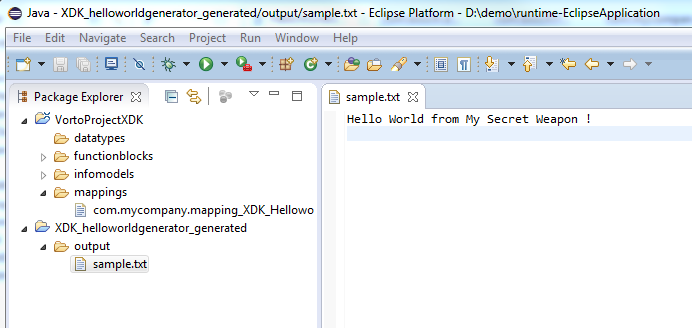 Java - XDK_helloworldgenerator_generated/output/sample.txt - Eclipse Platform - D:\demo\runtime-EclipseApplication
File Edit Navigate Search Project Run Window Help
Package Explorer
sample.txt
VortoProjectXDK
datatypes
functionblocks
infomodels
mappings
com.mycompany.mapping_XDK_Hellowo
XDK_helloworldgenerator_generated
output
sample.txt
Hello World from My Secret Weapon !